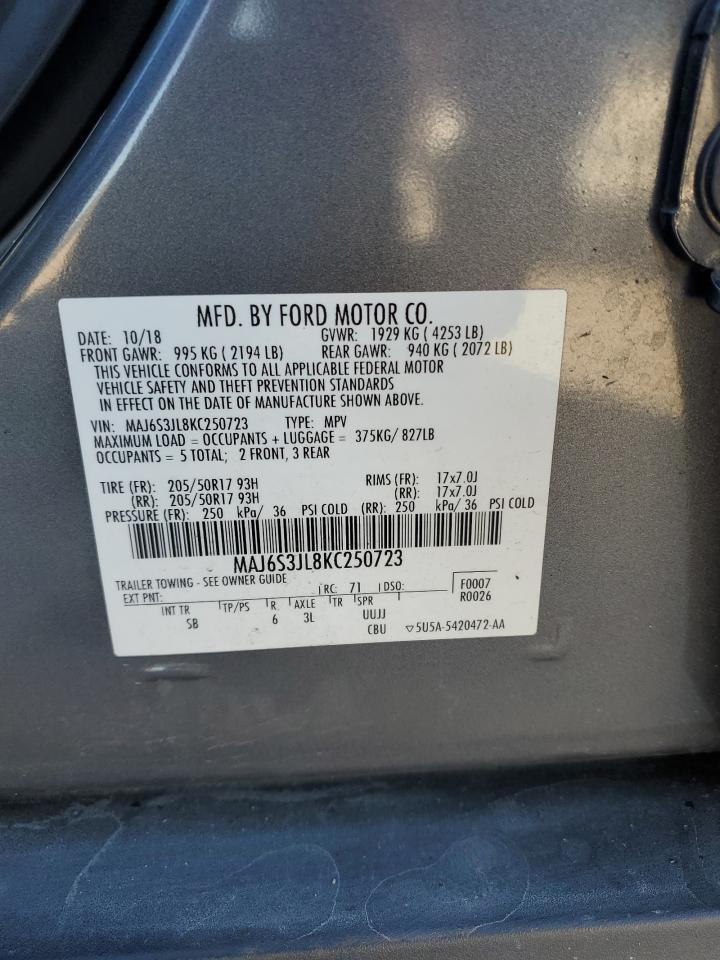 MFD. BY FORD MOTOR CO.
DATE: 10/18 GVWR: 1929 KG ( 4253 LB)
FRONT GAWR: 995 KG ( 2194 LB) REAR GAWR: 940 KG ( 2072 LB)
THIS VEHICLE CONFORMS TO ALL APPLICABLE FEDERAL MOTOR
VEHICLE SAFETY AND THEFT PREVENTION STANDARDS
IN EFFECT ON THE DATE OF MANUFACTURE SHOWN ABOVE.
VIN: MAJ6S3JL8KC250723 TYPE: MPV
MAXIMUM LOAD = OCCUPANTS + LUGGAGE = 375KG/ 827LB
OCCUPANTS = 5 TOTAL; 2 FRONT, 3 REAR
TIRE (FR): 205/50R17 93H RIMS (FR): 17x7.0J
(RR): 205/50R17 93H (RR): 17x7.0J
PRESSURE (FR): 250 kPa/ 36 PSI COLD (RR): 250 kPa/ 36 PSI COLD
MAJ6S3JL8KC250723
TRAILER TOWING - SEE OWNER GUIDE
EXT PNT: RC: 71 DSO: F0007
R0026
INT TR TP/PS R AXLE TR SPR
SB 6 3L UUJJ
CBU ▽5U5A-5420472-AA